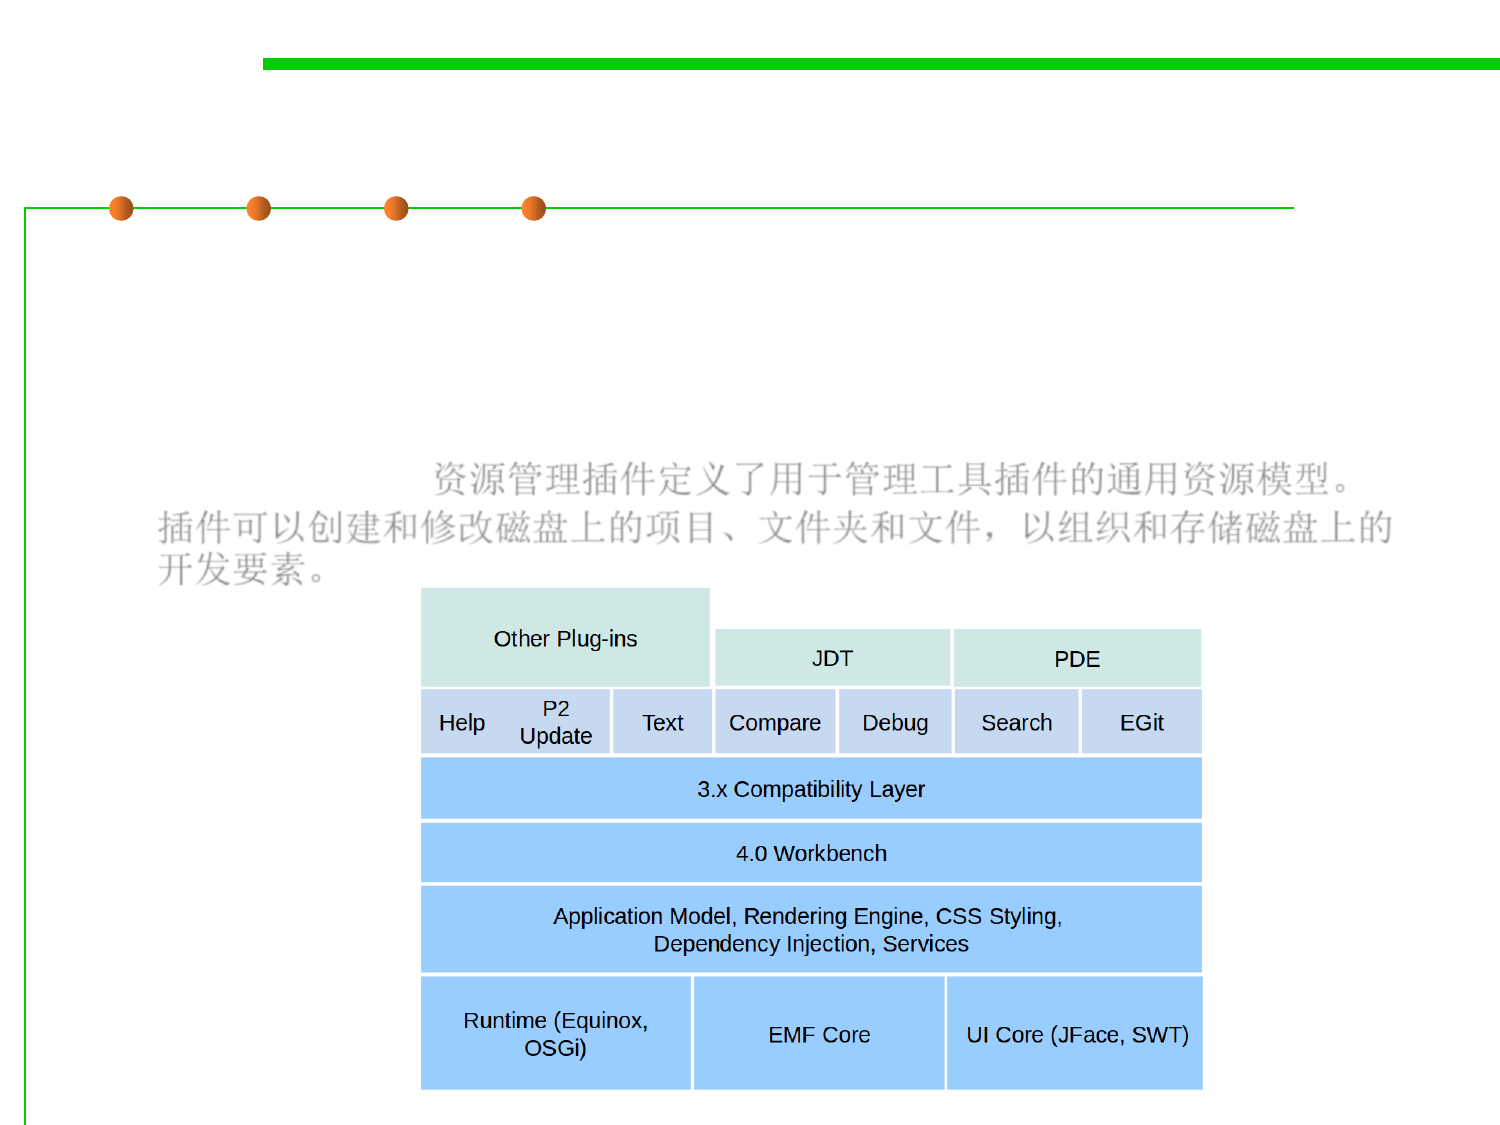 资源管理插件定义了用于管理工具插件的通用资源模型。
插件可以创建和修改磁盘上的项目、文件夹和文件，以组织和存储磁盘上的
开发要素。
Other Plug-ins
JDT
PDE
Help
P2
Update
Text
Compare
Debug
Search
EGit
3.x Compatibility Layer
4.0 Workbench
Application Model, Rendering Engine, CSS Styling,
Dependency Injection, Services
Runtime (Equinox,
OSGi)
EMF Core
UI Core (JFace, SWT)